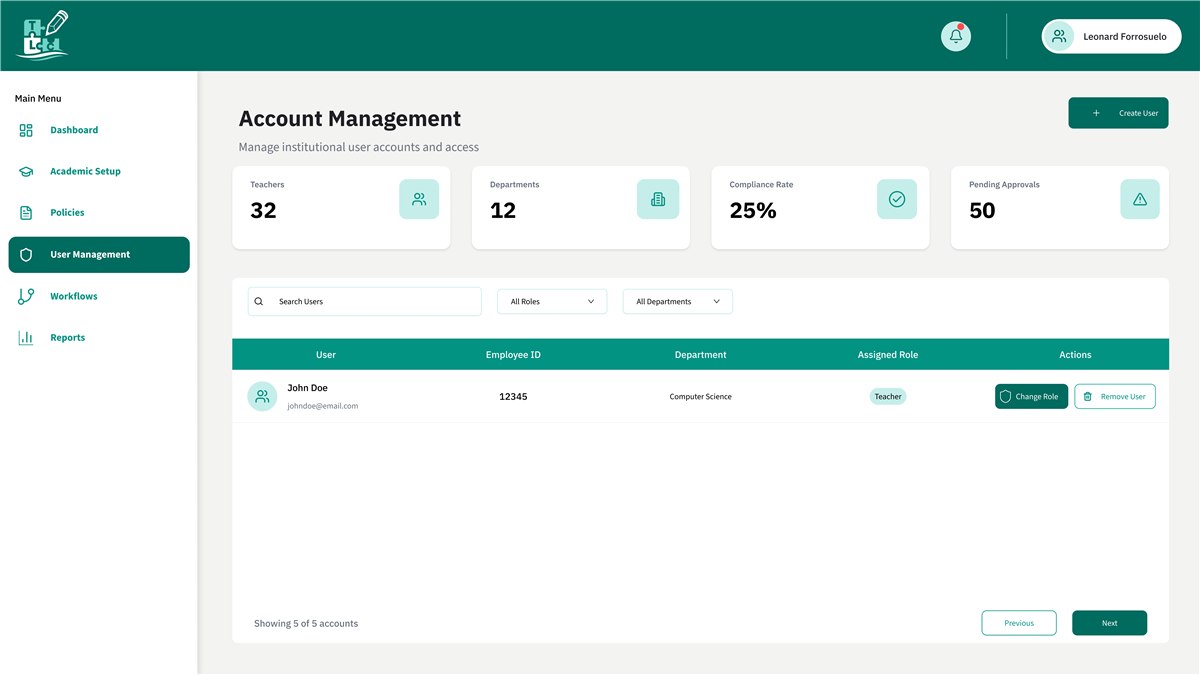 Leonard Forrosuelo
Main Menu
Dashboard
Academic Setup
Policies
User Management
Workflows
Reports
Account Management
Manage institutional user accounts and access
+ Create User
Teachers
32
Departments
12
Compliance Rate
25%
Pending Approvals
50
Search Users
All Roles
All Departments
User Employee ID Department Assigned Role Actions
John Doe
johndoe@email.com
12345
Computer Science
Teacher
Change Role
Remove User
Showing 5 of 5 accounts
Previous
Next